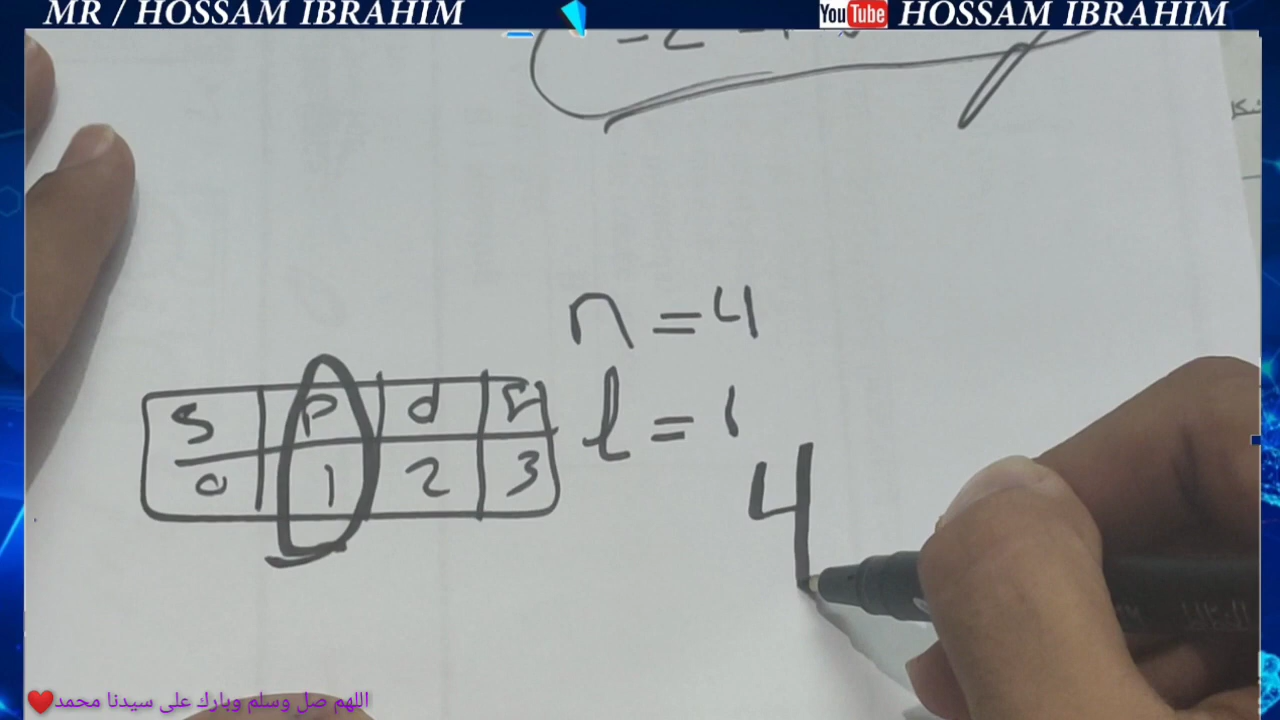 MR / HOSSAM IBRAHIM
YouTube HOSSAM IBRAHIM
n = 4
l = 1
s p d f
0 1 2 3
4
اللهم صل وسلم وبارك على سيدنا محمد❤️